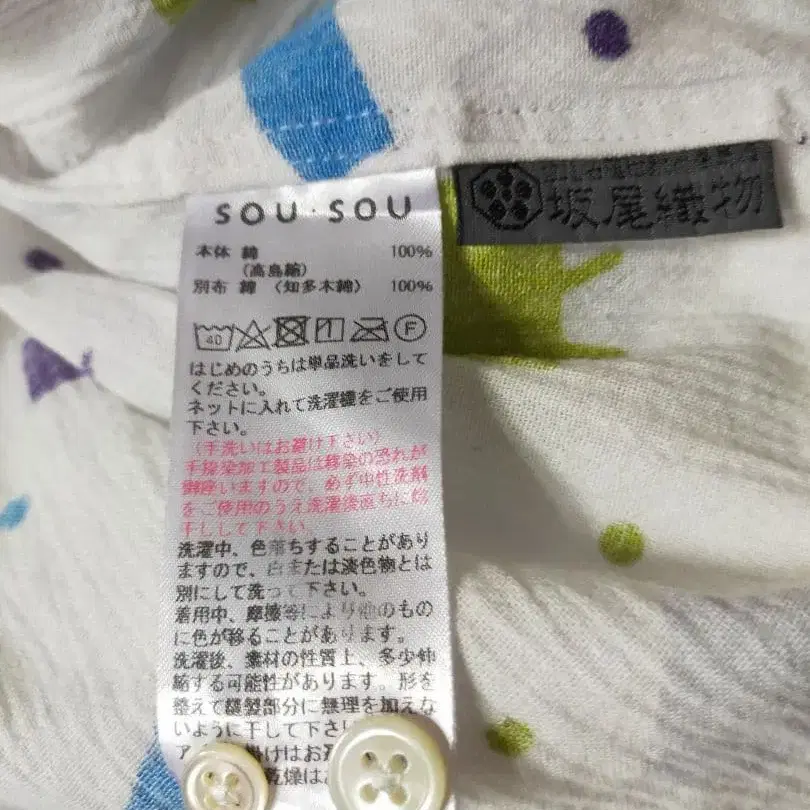 SOU・SOU
本体 綿 100%
(高島縮)
別布 綿 〈知多木綿〉 100%
40
F
はじめのうちは単品洗いをして
ください。
ネットに入れて洗濯機をご使用
下さい。
(手洗いはお避け下さい)
手捺染加工製品は移染の恐れが
御座いますので、必ず中性洗剤
をご使用のうえ洗濯後直ちに陰
干しして下さい。
洗濯中、色落ちすることがあり
ますので、白または淡色物とは
別にして洗って下さい。
着用中、摩擦等により他のもの
に色が移ることがあります。
洗濯後、素材の性質上、多少伸
縮する可能性があります。形を
整えて縫製部分に無理を加えな
いように干して下さい
ア 掛けはお
乾燥はお
坂尾織物